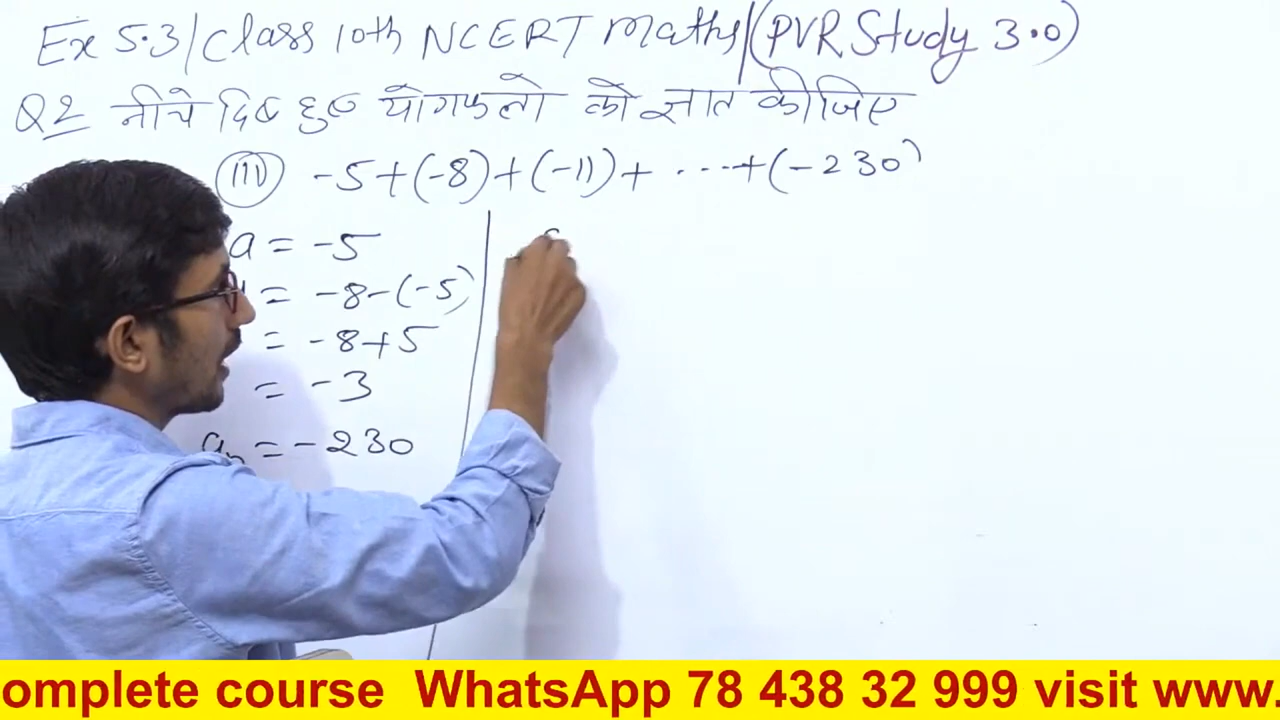 Ex 5.3/Class 10th NCERT Maths/(PVR Study 3.0)
Q2 नीचे दिए हुए योगफलो को ज्ञात कीजिए
(iii) -5+(-8)+(-11)+ ....+(-230)
a = -5
= -8-(-5)
= -8+5
= -3
an = -230
omplete course WhatsApp 78 438 32 999 visit www.